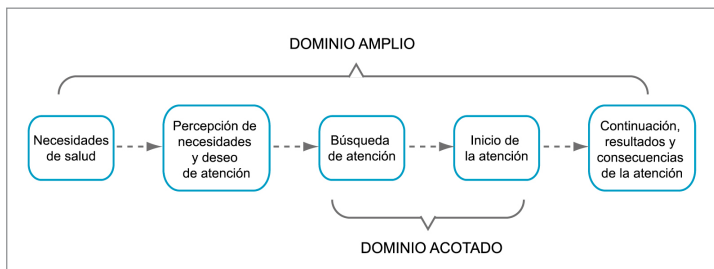 DOMINIO AMPLIO
Necesidades
de salud
Percepción de
necesidades
y deseo
de atención
Búsqueda
de atención
Inicio de
la atención
Continuación,
resultados y
consecuencias
de la atención
DOMINIO ACOTADO